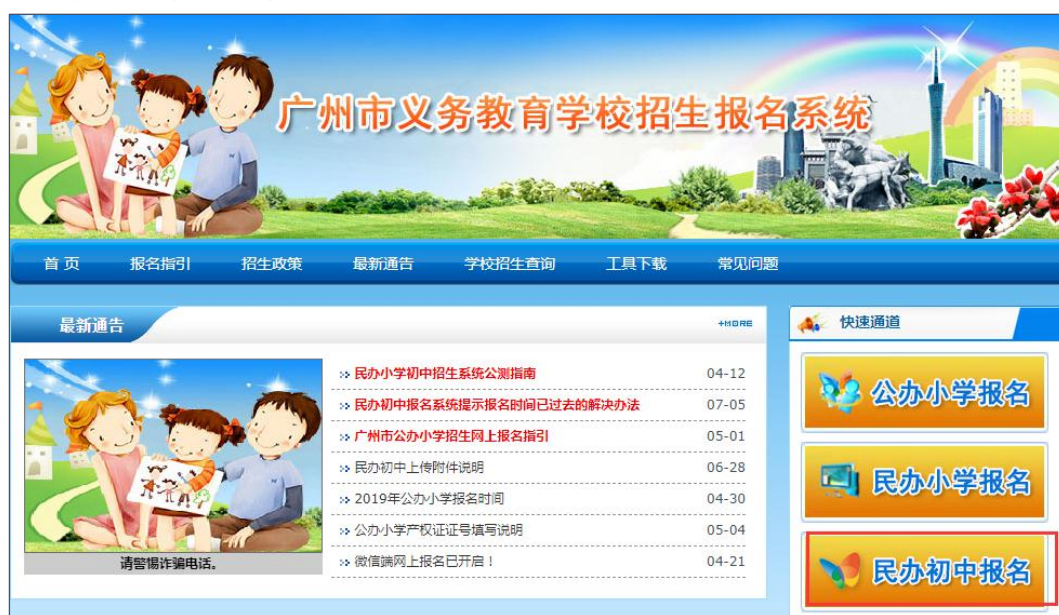 广州市义务教育学校招生报名系统
首 页 报名指引 招生政策 最新通告 学校招生查询 工具下载 常见问题
最新通告 +MORE
民办小学初中招生系统公测指南 04-12
民办初中报名系统提示报名时间已过去的解决办法 07-05
广州市公办小学招生网上报名指引 05-01
民办初中上传附件说明 06-28
2019年公办小学报名时间 04-30
公办小学产权证证号填写说明 05-04
微信端网上报名已开启！ 04-21
请警惕诈骗电话。
快速通道
公办小学报名
民办小学报名
民办初中报名